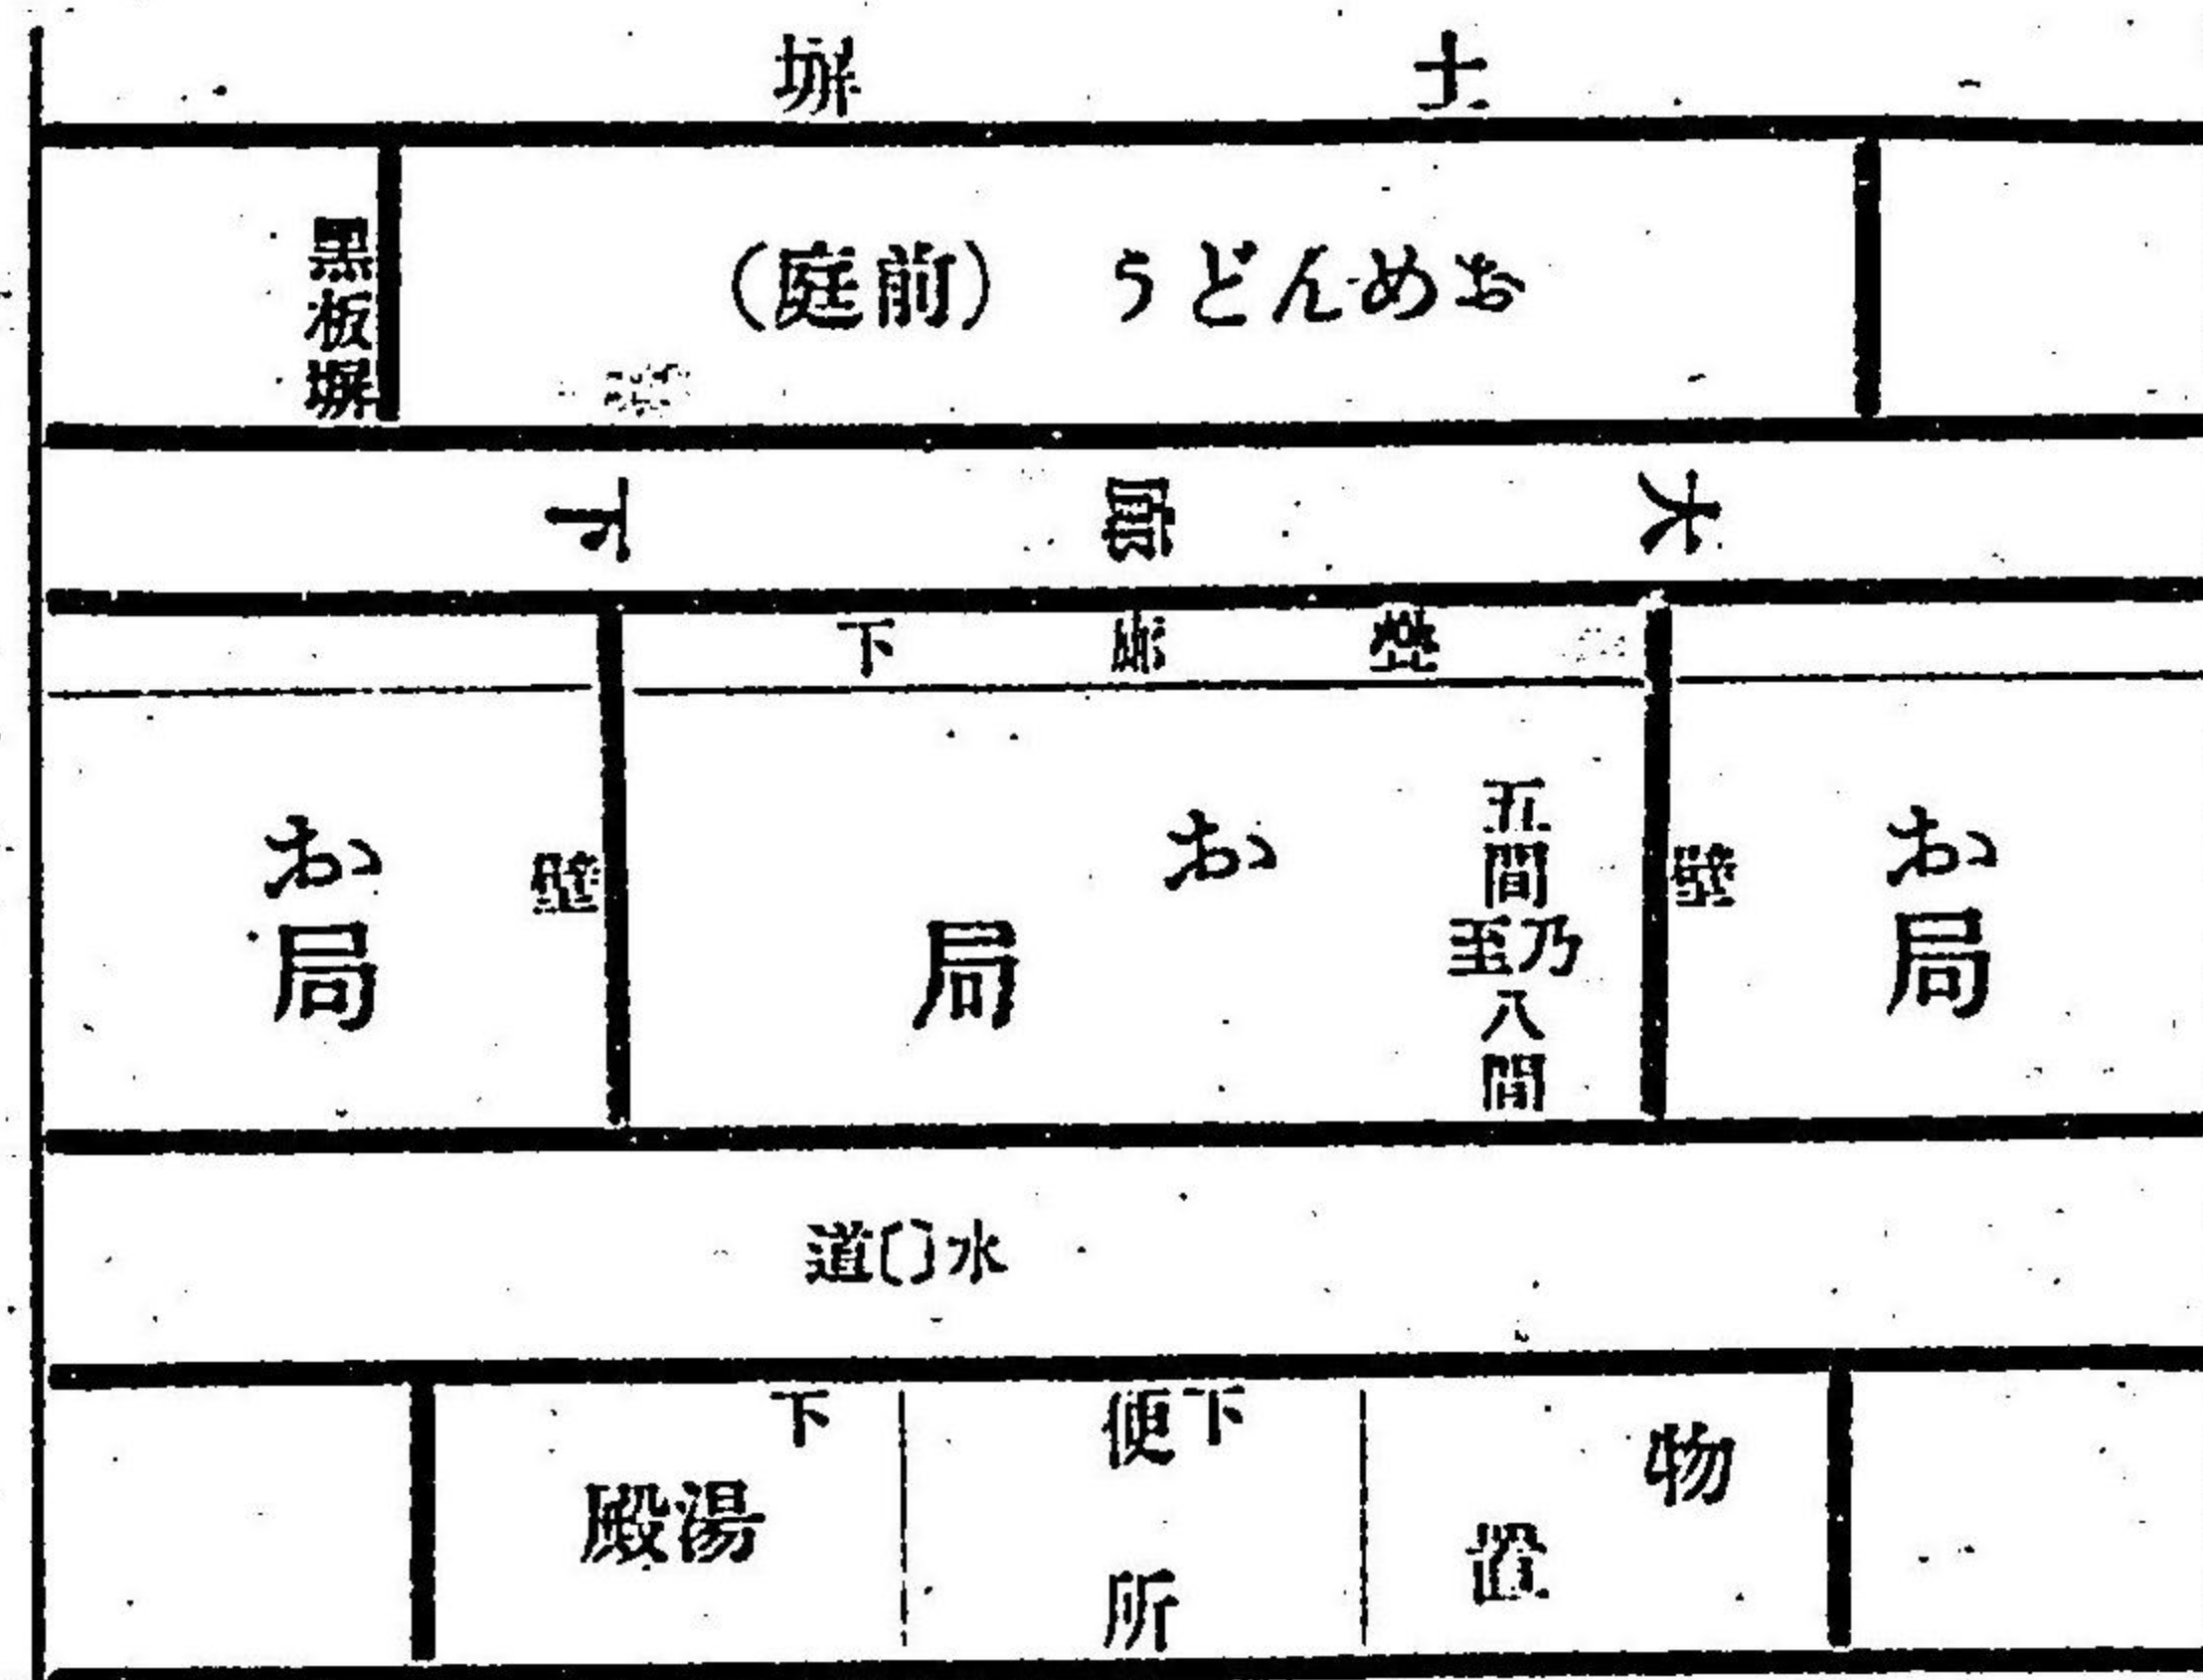 土塀
おめんどう (前庭)
黒板塀
大廊下
疊廊下
お局
壁
五間乃至八間
お局
壁
お局
水〔〕道
物置
下便所
下湯殿